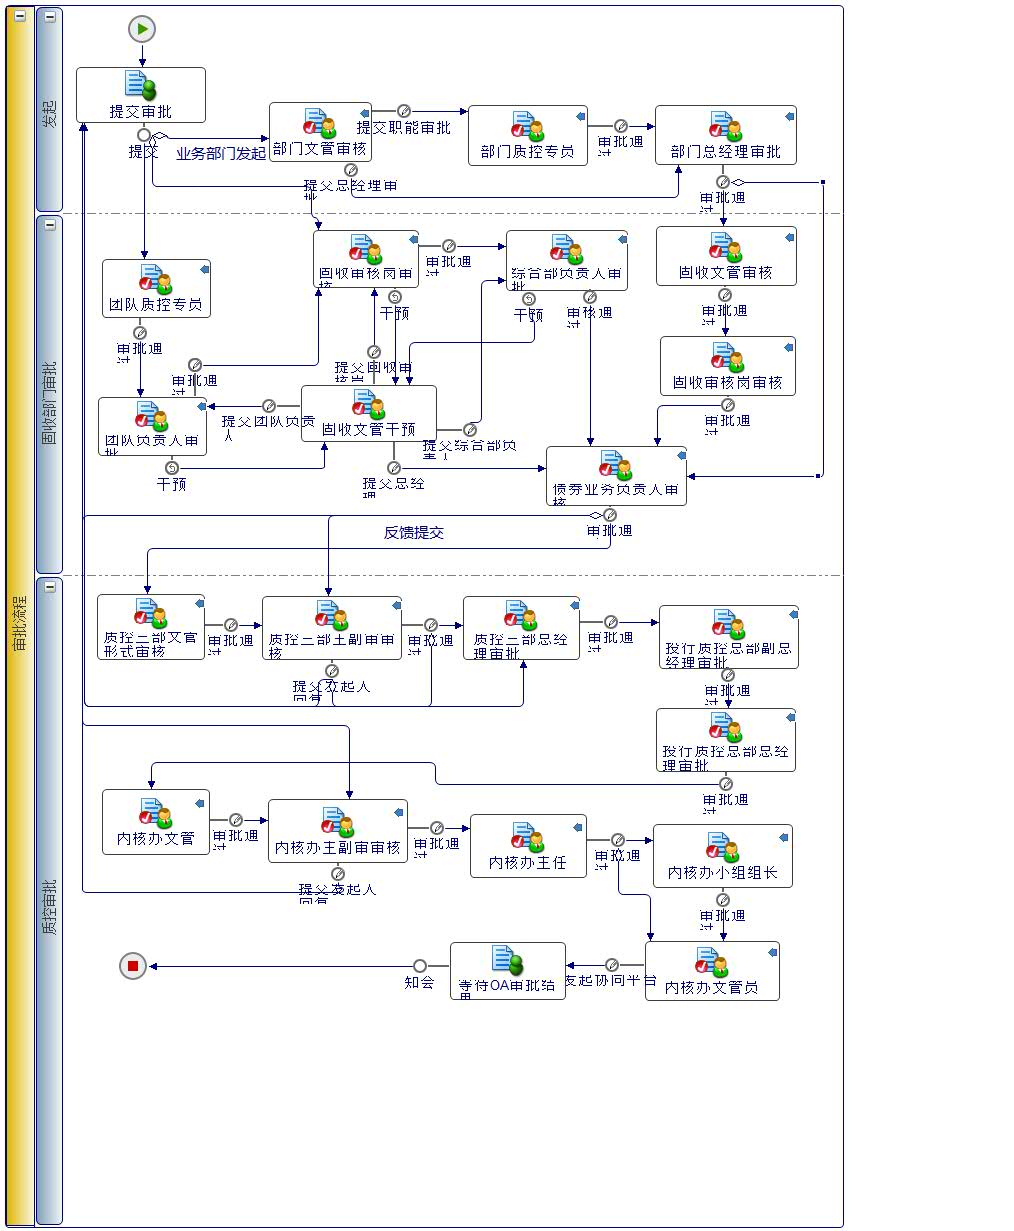 审批流程
发起
提交审批
提交
业务部门发起
部门文管审核
提交职能审批
部门质控专员
审批通过
部门总经理审批
提交总经理审批
审批通过
固收部门审批
固收审核岗审核
审批通过
综合部负责人审批
固收文管审核
团队质控专员
干预
干预
审核通过
审批通过
审批通过
固收审核岗审核
审批通过
提交固收审核岗
团队负责人审批
提交团队负责人
固收文管干预
审批通过
提交综合部负责人
干预
提交总经理
债券业务负责人审核
反馈提交
审批通过
质控审批
质控二部文管
形式审核
审批通过
质控二部主副审审核
审批通过
质控二部总经
理审批
审批通过
投行质控总部副总
经理审批
提交发起人回复
审批通过
投行质控总部总经
理审批
审批通过
内核办文管
审批通过
内核办主副审审核
审批通过
内核办主任
审批通过
内核办小组组长
提交发起人回复
审批通过
知会
等待OA审批结果
发起协同平台
内核办文管员